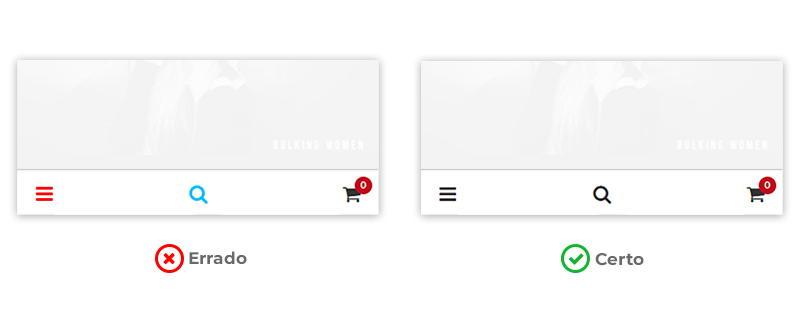 BULKING WOMEN
BULKING WOMEN
0
0
Errado
Certo